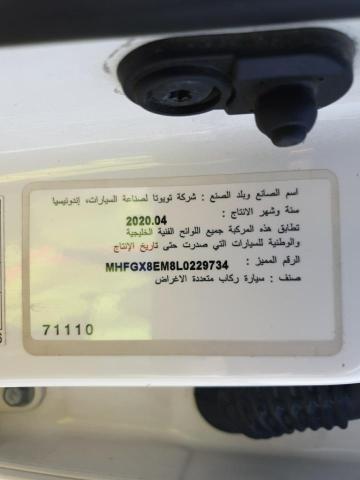 اسم الصانع وبلد الصنع : شركة تويوتا لصناعة السيارات، إندونيسيا
سنة وشهر الانتاج : 2020.04
تطابق هذه المركبة جميع اللوائح الفنية الخليجية
والوطنية للسيارات التي صدرت حتى تاريخ الإنتاج
الرقم المميز : MHFGX8EM8L0229734
صنف : سيارة ركاب متعددة الاغراض
71110